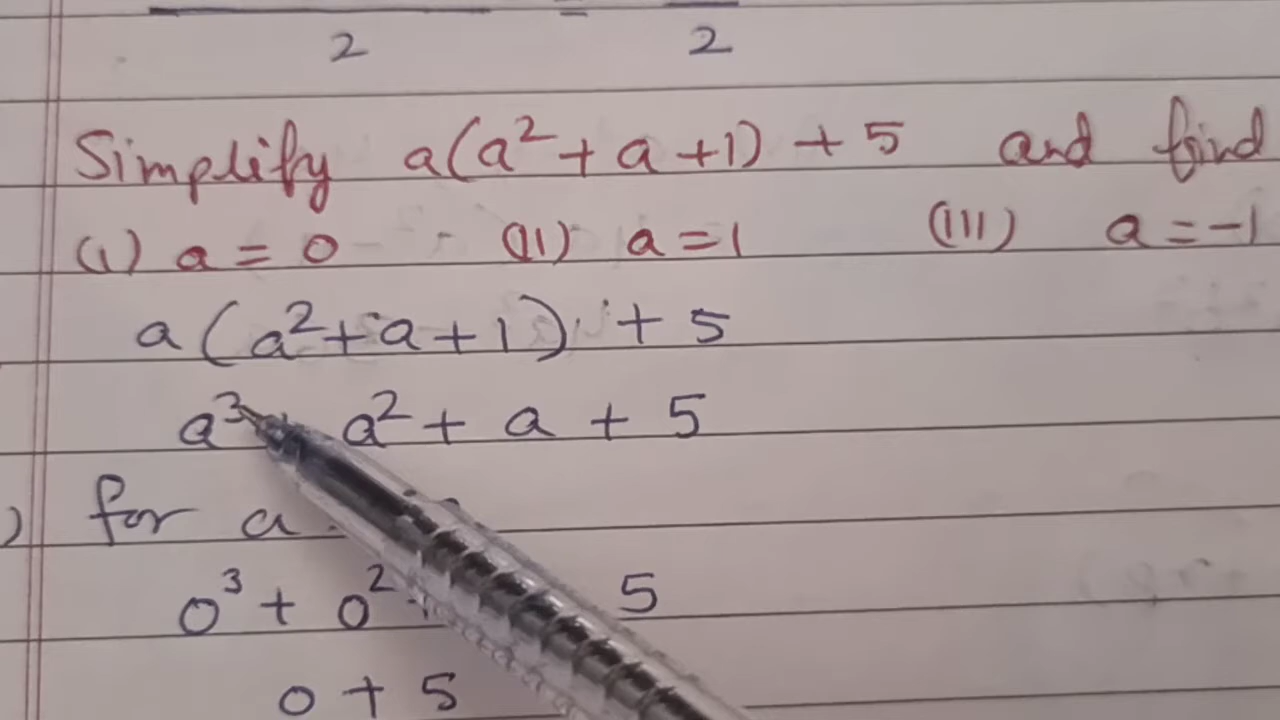 2 2
Simplify a(a² + a + 1) + 5 and find
(i) a = 0 (ii) a = 1 (iii) a = -1
a(a² + a + 1) + 5
a³ a² + a + 5
) for a
0³ + 0² 5
0 + 5